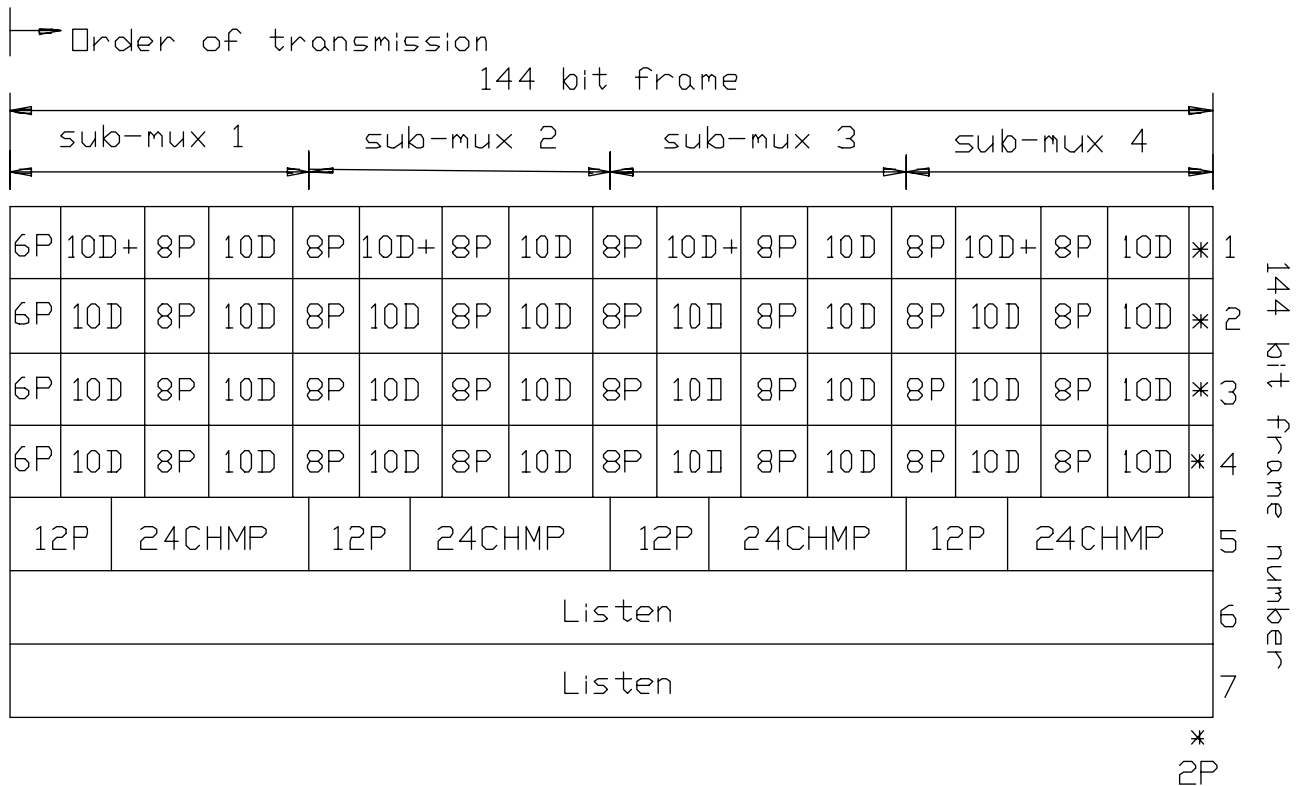 Order of transmission
144 bit frame
sub-mux 1 sub-mux 2 sub-mux 3 sub-mux 4
6P 10D+ 8P 10D 8P 10D+ 8P 10D 8P 10D+ 8P 10D 8P 10D+ 8P 10D * 1
6P 10D 8P 10D 8P 10D 8P 10D 8P 10D 8P 10D 8P 10D 8P 10D * 2
6P 10D 8P 10D 8P 10D 8P 10D 8P 10D 8P 10D 8P 10D 8P 10D * 3
6P 10D 8P 10D 8P 10D 8P 10D 8P 10D 8P 10D 8P 10D 8P 10D * 4
12P 24CHMP 12P 24CHMP 12P 24CHMP 12P 24CHMP 5
Listen 6
Listen 7
144 bit frame number
*
2P